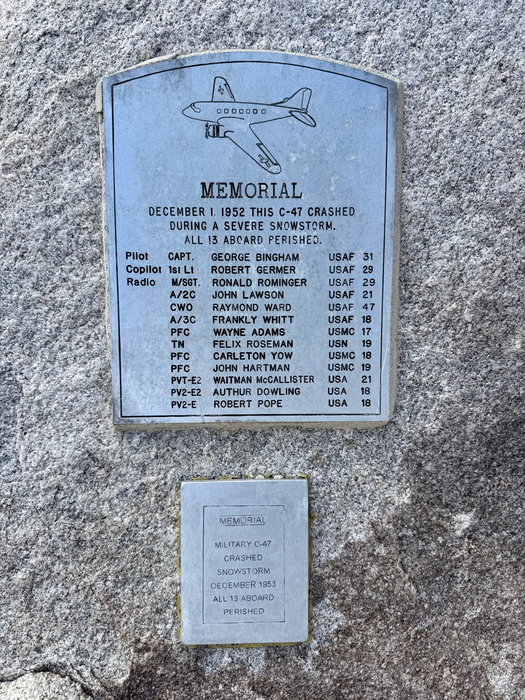 MEMORIAL
DECEMBER 1, 1952 THIS C-47 CRASHED
DURING A SEVERE SNOWSTORM.
ALL 13 ABOARD PERISHED.
Pilot CAPT. GEORGE BINGHAM USAF 31
Copilot 1st Lt ROBERT GERMER USAF 29
Radio M/SGT. RONALD ROMINGER USAF 29
A/2C JOHN LAWSON USAF 21
CWO RAYMOND WARD USAF 47
A/3C FRANKLY WHITT USAF 18
PFC WAYNE ADAMS USMC 17
TN FELIX ROSEMAN USN 19
PFC CARLETON YOW USMC 18
PFC JOHN HARTMAN USMC 19
PVT-E2 WAITMAN McCALLISTER USA 21
PV2-E2 AUTHUR DOWLING USA 18
PV2-E ROBERT POPE USA 18
MEMORIAL
MILITARY C-47
CRASHED
SNOWSTORM
DECEMBER 1953
ALL 13 ABOARD
PERISHED